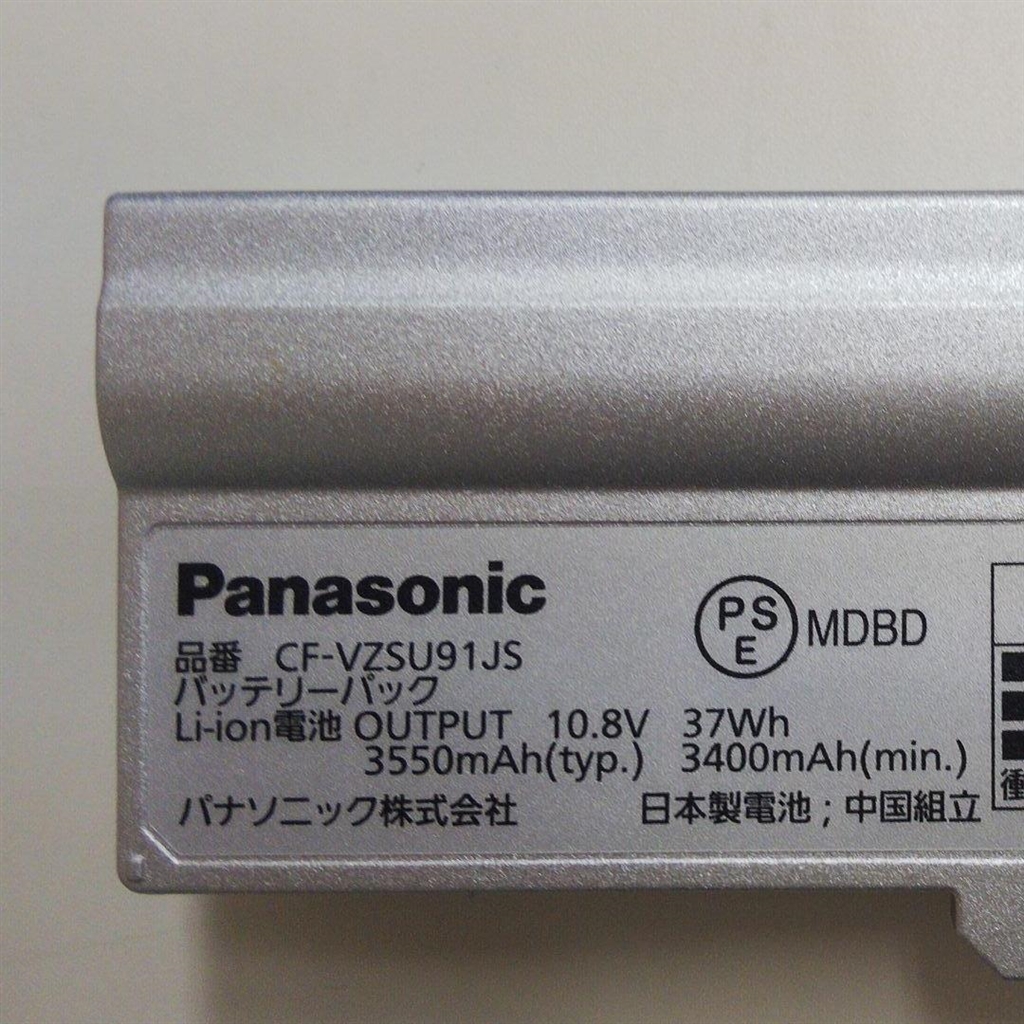 Panasonic
PSE MDBD
品番 CF-VZSU91JS
バッテリーパック
Li-ion電池 OUTPUT 10.8V 37Wh
3550mAh(typ.) 3400mAh(min.)
パナソニック株式会社 日本製電池 ; 中国組立
衝